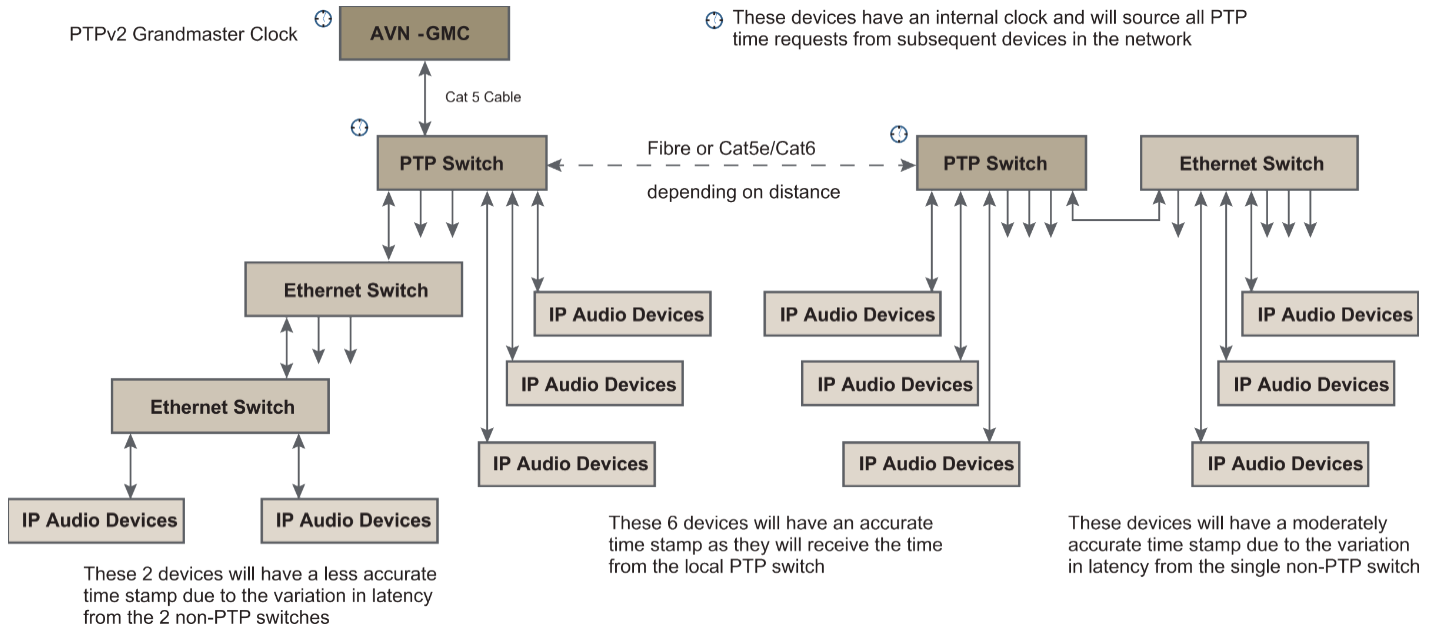 PTPv2 Grandmaster Clock
AVN -GMC
These devices have an internal clock and will source all PTP
time requests from subsequent devices in the network
Cat 5 Cable
PTP Switch
Fibre or Cat5e/Cat6
depending on distance
PTP Switch
Ethernet Switch
Ethernet Switch
IP Audio Devices
IP Audio Devices
IP Audio Devices
IP Audio Devices
IP Audio Devices
IP Audio Devices
Ethernet Switch
IP Audio Devices
IP Audio Devices
IP Audio Devices
IP Audio Devices
IP Audio Devices
These 2 devices will have a less accurate
time stamp due to the variation in latency
from the 2 non-PTP switches
These 6 devices will have an accurate
time stamp as they will receive the time
from the local PTP switch
These devices will have a moderately
accurate time stamp due to the variation
in latency from the single non-PTP switch